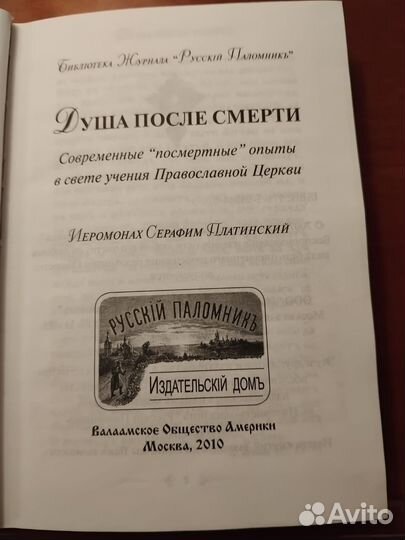 Библиотека Журнала "Русскій Паломникъ"
Душа после смерти
Современные "посмертные" опыты
в свете учения Православной Церкви
Иеромонах Серафим Платинский
Русскій Паломникъ
Издательскій домъ
Валаамское Общество Америки
Москва, 2010
Avito